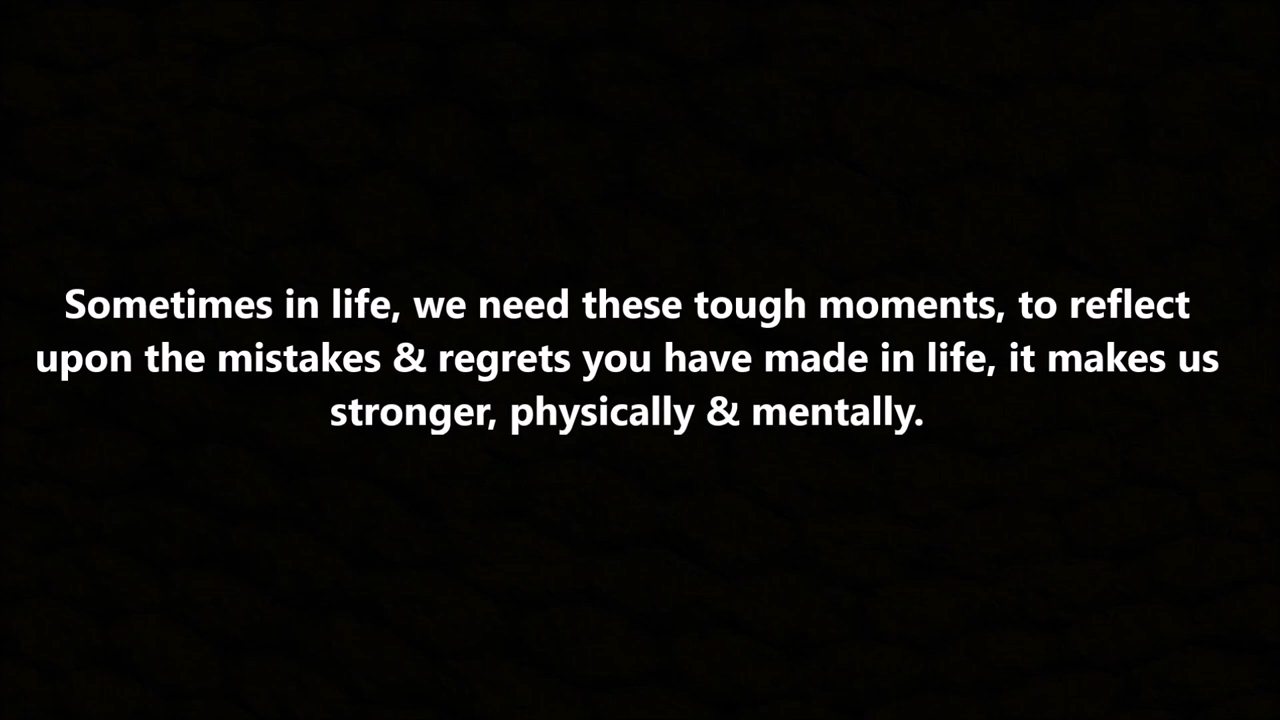 Sometimes in life, we need these tough moments, to reflect
upon the mistakes & regrets you have made in life, it makes us
stronger, physically & mentally.